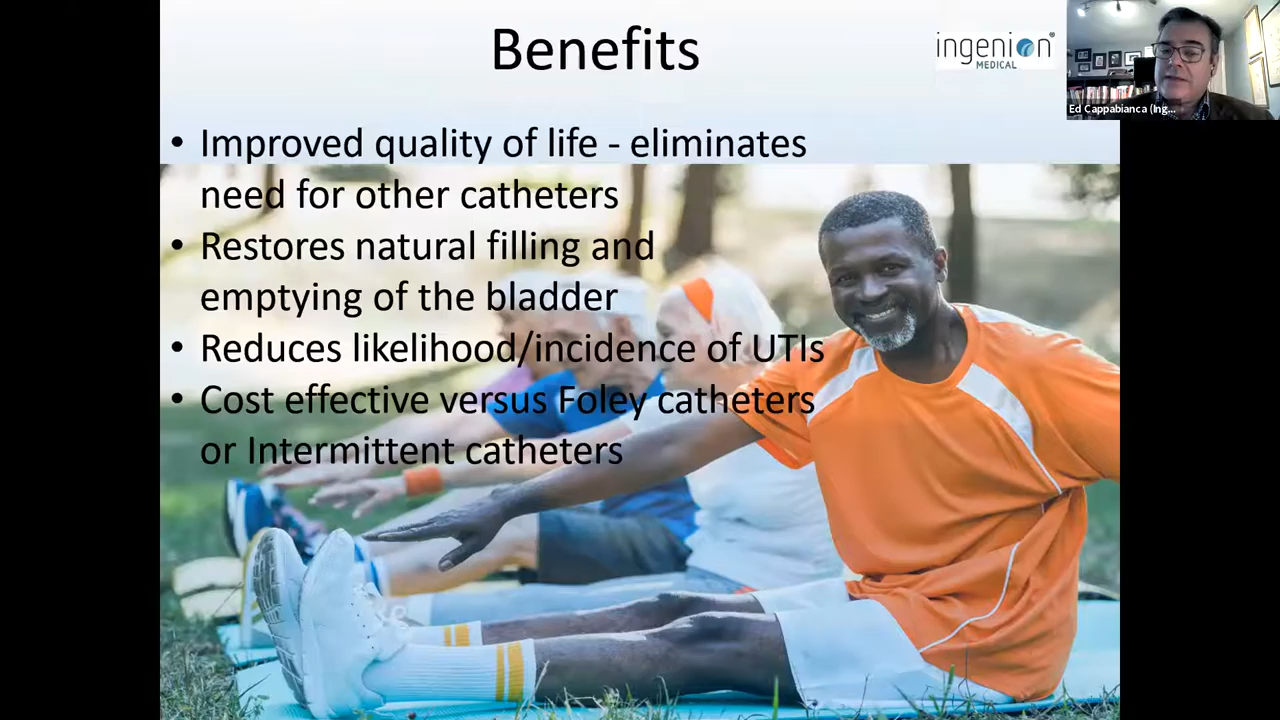 Benefits
ingenion®
MEDICAL
Ed Cappabianca (Ing...
• Improved quality of life - eliminates
need for other catheters
• Restores natural filling and
emptying of the bladder
• Reduces likelihood/incidence of UTIs
• Cost effective versus Foley catheters
or Intermittent catheters